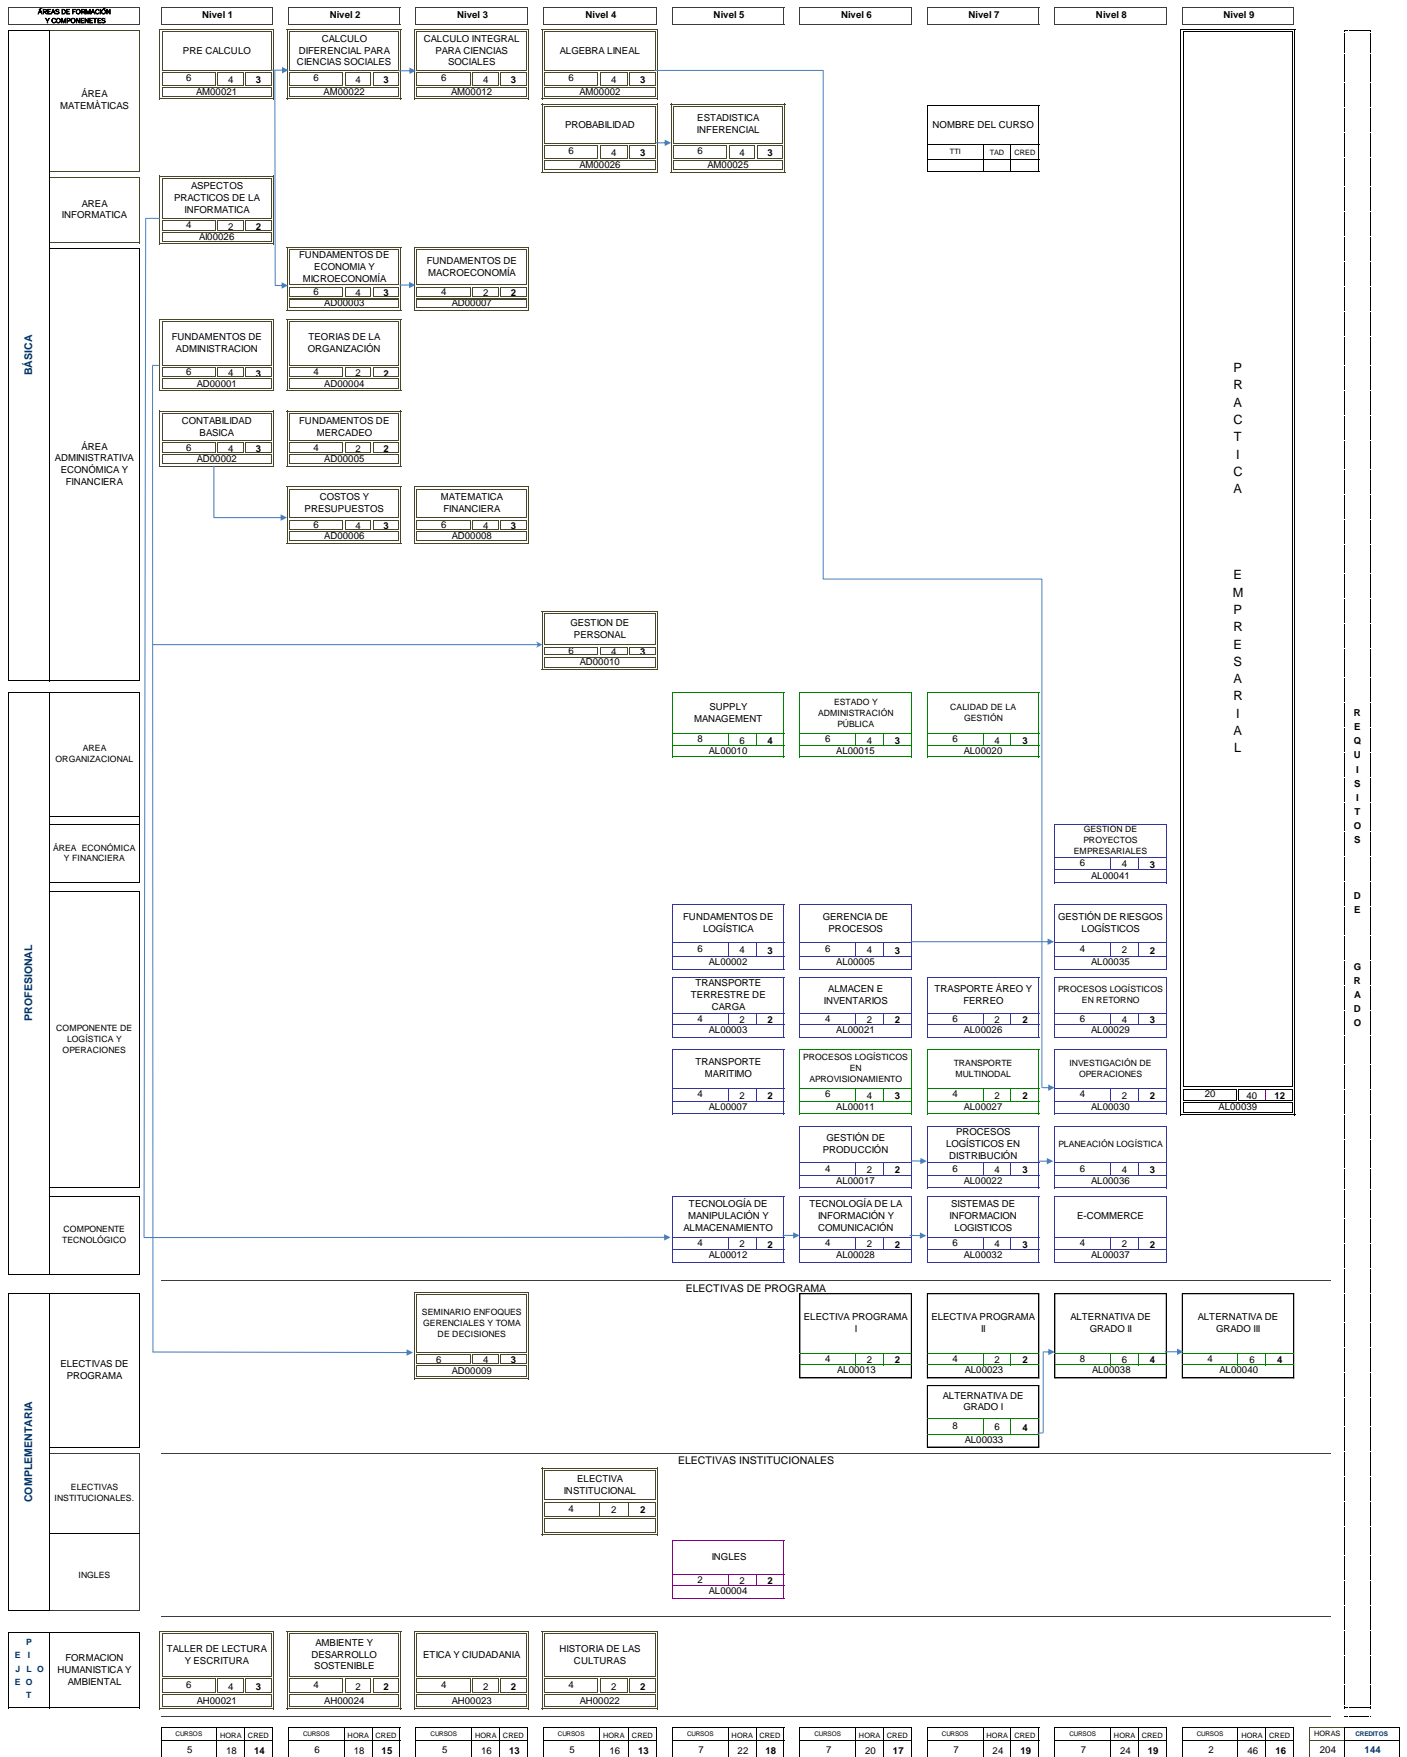 ÁREAS DE FORMACIÓN
Y COMPONENETES
Nivel 1
Nivel 2
Nivel 3
Nivel 4
Nivel 5
Nivel 6
Nivel 7
Nivel 8
Nivel 9
BÁSICA
ÁREA
MATEMÀTICAS
PRE CALCULO
6 4 3
AM00021
CALCULO
DIFERENCIAL PARA
CIENCIAS SOCIALES
6 4 3
AM00022
CALCULO INTEGRAL
PARA CIENCIAS
SOCIALES
6 4 3
AM00012
ALGEBRA LINEAL
6 4 3
AM00002
PROBABILIDAD
6 4 3
AM00026
ESTADISTICA
INFERENCIAL
6 4 3
AM00025
NOMBRE DEL CURSO
TTI TAD CRED
AREA
INFORMATICA
ASPECTOS
PRACTICOS DE LA
INFORMATICA
4 2 2
AI00026
ÁREA
ADMINISTRATIVA
ECONÓMICA Y
FINANCIERA
FUNDAMENTOS DE
ECONOMIA Y
MICROECONOMÍA
6 4 3
AD00003
FUNDAMENTOS DE
MACROECONOMÍA
4 2 2
AD00007
FUNDAMENTOS DE
ADMINISTRACION
6 4 3
AD00001
TEORIAS DE LA
ORGANIZACIÓN
4 2 2
AD00004
CONTABILIDAD
BASICA
6 4 3
AD00002
FUNDAMENTOS DE
MERCADEO
4 2 2
AD00005
COSTOS Y
PRESUPUESTOS
6 4 3
AD00006
MATEMATICA
FINANCIERA
6 4 3
AD00008
GESTION DE
PERSONAL
6 4 3
AD00010
PRACTICA EMPRESARIAL
20 40 12
AL00039
REQUISITOS DE GRADO
PROFESIONAL
AREA
ORGANIZACIONAL
SUPPLY
MANAGEMENT
8 6 4
AL00010
ESTADO Y
ADMINISTRACIÓN
PÚBLICA
6 4 3
AL00015
CALIDAD DE LA
GESTIÓN
6 4 3
AL00020
ÁREA ECONÓMICA
Y FINANCIERA
GESTION DE
PROYECTOS
EMPRESARIALES
6 4 3
AL00041
COMPONENTE DE
LOGÍSTICA Y
OPERACIONES
FUNDAMENTOS DE
LOGÍSTICA
6 4 3
AL00002
GERENCIA DE
PROCESOS
6 4 3
AL00005
GESTIÓN DE RIESGOS
LOGÍSTICOS
4 2 2
AL00035
TRANSPORTE
TERRESTRE DE
CARGA
4 2 2
AL00003
ALMACEN E
INVENTARIOS
4 2 2
AL00021
TRASPORTE ÁREO Y
FERREO
6 2 2
AL00026
PROCESOS LOGÍSTICOS
EN RETORNO
6 4 3
AL00029
TRANSPORTE
MARITIMO
4 2 2
AL00007
PROCESOS LOGÍSTICOS
EN
APROVISIONAMIENTO
6 4 3
AL00011
TRANSPORTE
MULTINODAL
4 2 2
AL00027
INVESTIGACIÓN DE
OPERACIONES
4 2 2
AL00030
GESTIÓN DE
PRODUCCIÓN
4 2 2
AL00017
PROCESOS
LOGÍSTICOS EN
DISTRIBUCIÓN
6 4 3
AL00022
PLANEACIÓN LOGÍSTICA
6 4 3
AL00036
COMPONENTE
TECNOLÓGICO
TECNOLOGÍA DE
MANIPULACIÓN Y
ALMACENAMIENTO
4 2 2
AL00012
TECNOLOGÍA DE LA
INFORMACIÓN Y
COMUNICACIÓN
4 2 2
AL00028
SISTEMAS DE
INFORMACION
LOGISTICOS
6 4 3
AL00032
E-COMMERCE
4 2 2
AL00037
ELECTIVAS DE PROGRAMA
COMPLEMENTARIA
ELECTIVAS DE
PROGRAMA
SEMINARIO ENFOQUES
GERENCIALES Y TOMA
DE DECISIONES
6 4 3
AD00009
ELECTIVA PROGRAMA
I
4 2 2
AL00013
ELECTIVA PROGRAMA
II
4 2 2
AL00023
ALTERNATIVA DE
GRADO II
8 6 4
AL00038
ALTERNATIVA DE
GRADO III
4 6 4
AL00040
ALTERNATIVA DE
GRADO I
8 6 4
AL00033
ELECTIVAS INSTITUCIONALES
ELECTIVAS
INSTITUCIONALES.
ELECTIVA
INSTITUCIONAL
4 2 2
INGLES
INGLES
2 2 2
AL00004
EJE PILOTO
FORMACION
HUMANISTICA Y
AMBIENTAL
TALLER DE LECTURA
Y ESCRITURA
6 4 3
AH00021
AMBIENTE Y
DESARROLLO
SOSTENIBLE
4 2 2
AH00024
ETICA Y CIUDADANIA
4 2 2
AH00023
HISTORIA DE LAS
CULTURAS
4 2 2
AH00022
CURSOS HORA CRED
5 18 14
CURSOS HORA CRED
6 18 15
CURSOS HORA CRED
5 16 13
CURSOS HORA CRED
5 16 13
CURSOS HORA CRED
7 22 18
CURSOS HORA CRED
7 20 17
CURSOS HORA CRED
7 24 19
CURSOS HORA CRED
7 24 19
CURSOS HORA CRED
2 46 16
HORAS CREDITOS
204 144